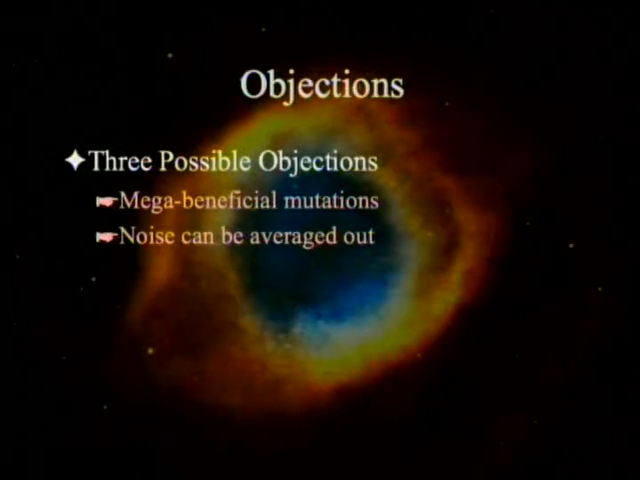 Objections
Three Possible Objections
Mega-beneficial mutations
Noise can be averaged out